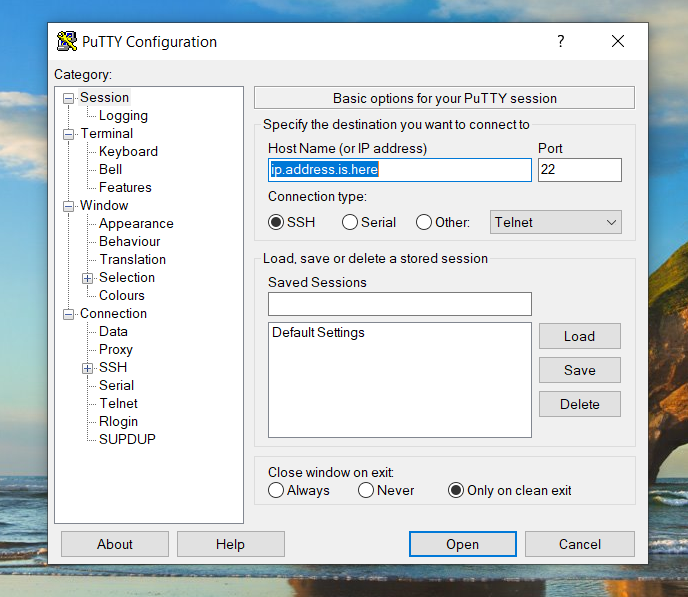 PuTTY Configuration ?
Category:
Session
Logging
Terminal
Keyboard
Bell
Features
Window
Appearance
Behaviour
Translation
Selection
Colours
Connection
Data
Proxy
SSH
Serial
Telnet
Rlogin
SUPDUP
Basic options for your PuTTY session
Specify the destination you want to connect to
Host Name (or IP address) Port
ip.address.is.here 22
Connection type:
SSH Serial Other: Telnet
Load, save or delete a stored session
Saved Sessions
Default Settings
Load
Save
Delete
Close window on exit:
Always Never Only on clean exit
About Help Open Cancel